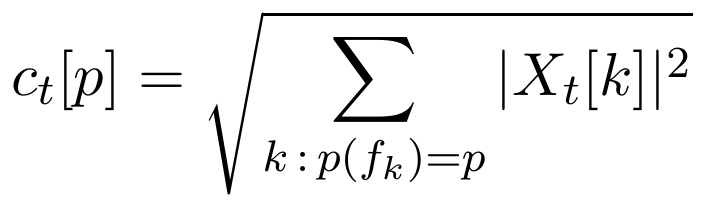 $c_t[p] = \sqrt{\sum_{k\,:\,p(f_k)=p} |X_t[k]|^2}$